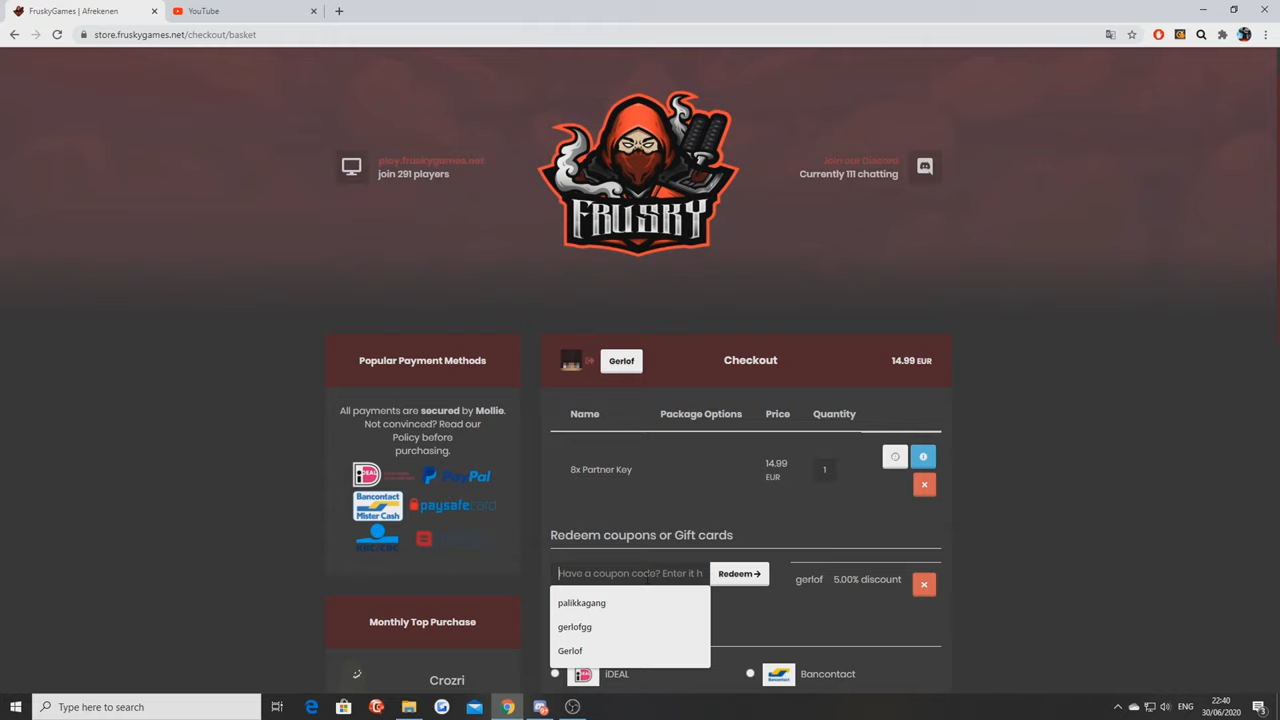 FruskyGames | Afrekenen
YouTube
store.fruskygames.net/checkout/basket
play.fruskygames.net
join 291 players
FRUSKY
Join our Discord
Currently 111 chatting
Popular Payment Methods
All payments are secured by Mollie.
Not convinced? Read our
Policy before
purchasing.
iDEAL
PayPal
Bancontact
Mister Cash
paysafecard
KBC/CBC
Monthly Top Purchase
Crozri
Gerlof
Checkout
14.99 EUR
Name
Package Options
Price
Quantity
8x Partner Key
14.99
EUR
1
Redeem coupons or Gift cards
Have a coupon code? Enter it h
Redeem
gerlof
5.00% discount
palikkagang
gerlofgg
Gerlof
iDEAL
Bancontact
Type here to search
ENG
22:40
30/06/2020
3